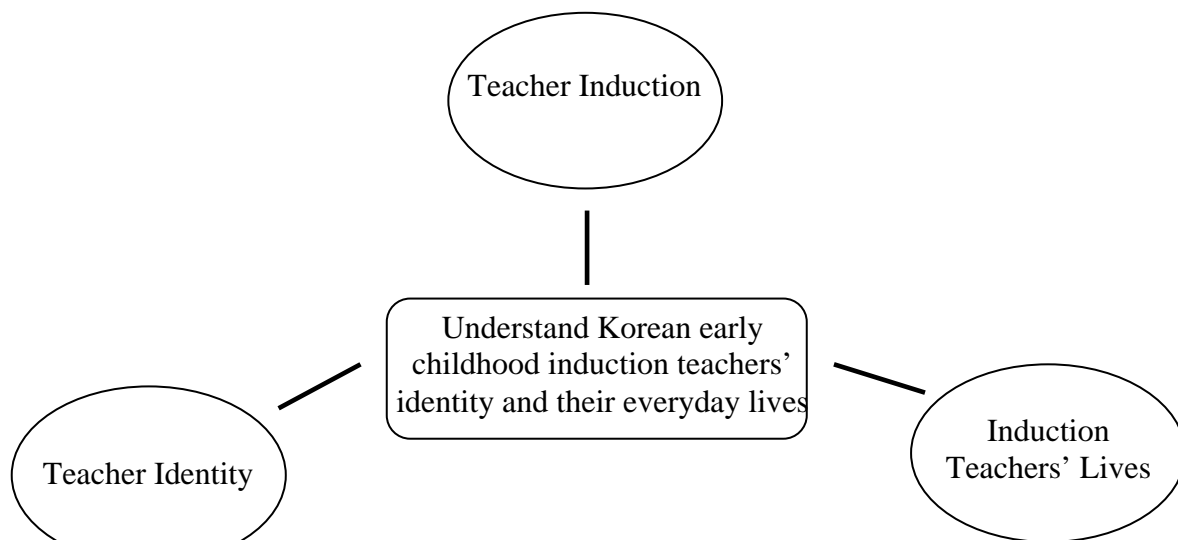 Teacher Induction
Understand Korean early
childhood induction teachers’
identity and their everyday lives
Teacher Identity
Induction
Teachers’ Lives